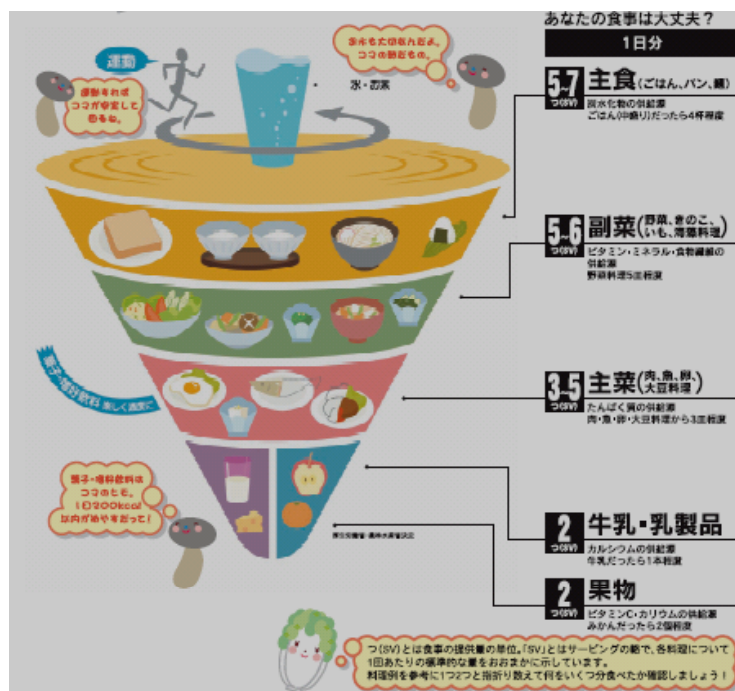 あなたの食事は大丈夫?
1日分
運動
水もたいせつなんだよ。
コマの軸だもの。
運動すれば
コマが安定して
回るね。
水・お茶
5~7
つ(SV)
主食(ごはん、パン、麺)
炭水化物の供給源
ごはん(中盛り)だったら4杯程度
5~6
つ(SV)
副菜(野菜、きのこ、
いも、海藻料理)
ビタミン・ミネラル・食物繊維の
供給源
野菜料理5皿程度
菓子・嗜好飲料 楽しく適度に
3~5
つ(SV)
主菜(肉、魚、卵、
大豆料理)
たんぱく質の供給源
肉・魚・卵・大豆料理から3皿程度
菓子・嗜好飲料は
コマのヒモ。
1日200kcal
以内がめやすだって!
厚生労働省・農林水産省決定
2
つ(SV)
牛乳・乳製品
カルシウムの供給源
牛乳だったら1本程度
2
つ(SV)
果物
ビタミンC・カリウムの供給源
みかんだったら2個程度
つ(SV)とは食事の提供量の単位。「SV」とはサービングの略で、各料理について
1回あたりの標準的な量をおおまかに示しています。
料理例を参考に1つ2つと指折り数えて何をいくつ分食べたか確認しましょう!